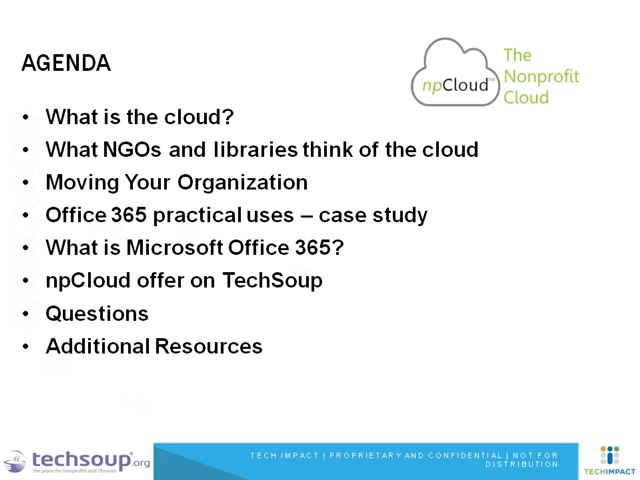 AGENDA
npCloud™
The
Nonprofit
Cloud
• What is the cloud?
• What NGOs and libraries think of the cloud
• Moving Your Organization
• Office 365 practical uses – case study
• What is Microsoft Office 365?
• npCloud offer on TechSoup
• Questions
• Additional Resources
techsoup.org
the place for nonprofits and libraries
TECH IMPACT | PROPRIETARY AND CONFIDENTIAL | NOT FOR
DISTRIBUTION
TECHIMPACT